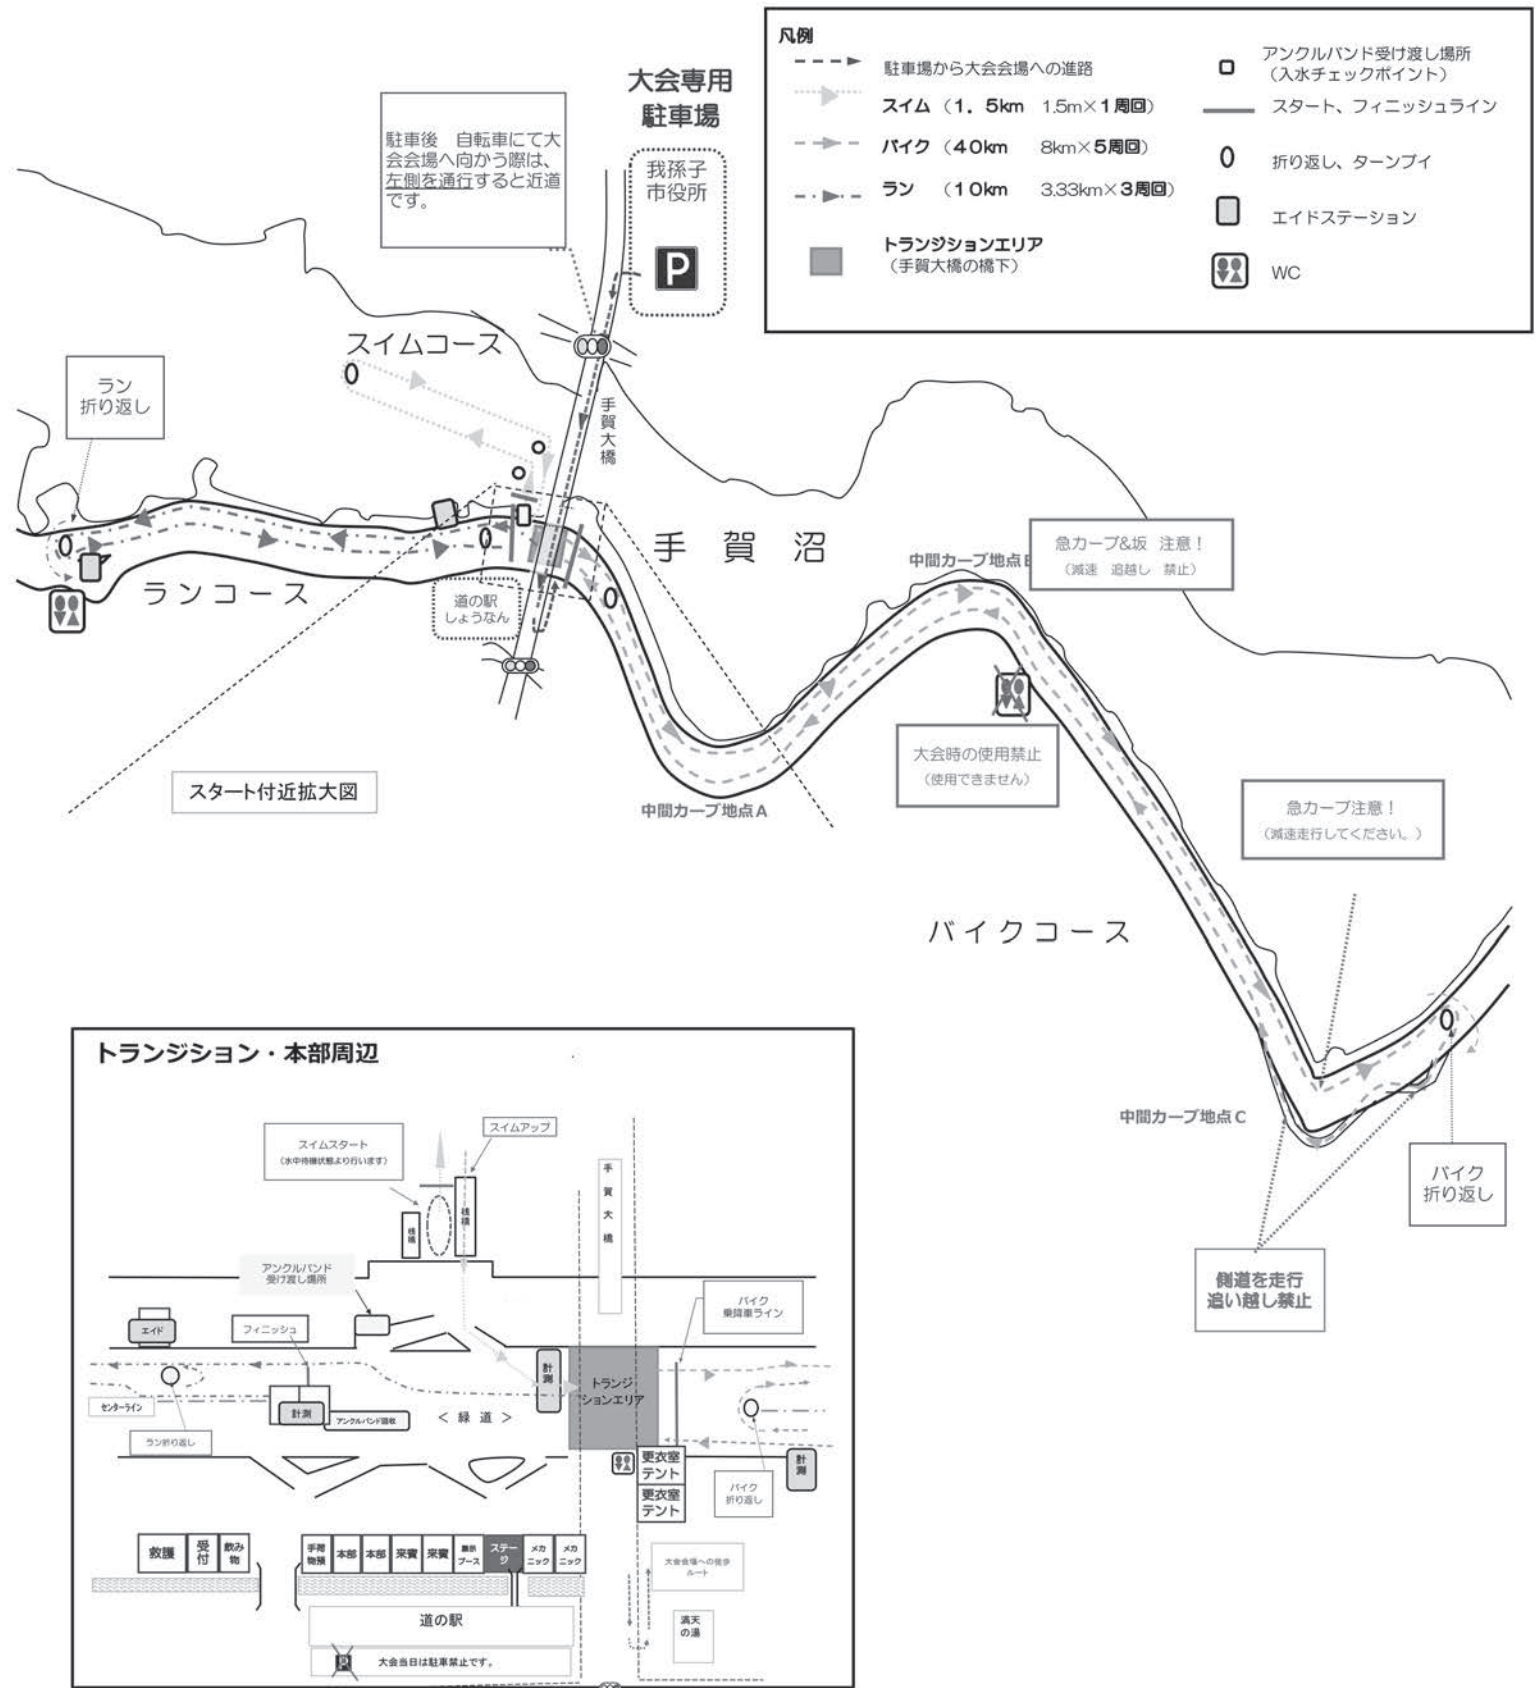 凡例
駐車場から大会会場への進路
スイム（1．5km　1.5m×1周回）
バイク（40km　8km×5周回）
ラン　（10km　3.33km×3周回）
トランジションエリア
（手賀大橋の橋下）
アンクルバンド受け渡し場所
（入水チェックポイント）
スタート、フィニッシュライン
折り返し、ターンブイ
エイドステーション
WC
大会専用
駐車場
我孫子
市役所
P
駐車後　自転車にて大
会会場へ向かう際は、
左側を通行すると近道
です。
スイムコース
手賀大橋
ラン
折り返し
ランコース
道の駅
しょうなん
手賀沼
中間カーブ地点B
急カーブ&坂　注意！
（減速　追越し　禁止）
大会時の使用禁止
（使用できません）
中間カーブ地点A
スタート付近拡大図
急カーブ注意！
（減速走行してください。）
バイクコース
中間カーブ地点C
バイク
折り返し
側道を走行
追い越し禁止
トランジション・本部周辺
スイムスタート
（水中待機状態より行います）
スイムアップ
桟橋
桟橋
手賀大橋
アンクルバンド
受け渡し場所
バイク
乗降車ライン
エイド
フィニッシュ
計測
トランジ
ションエリア
センターライン
計測
アンクルバンド回収
＜緑道＞
ラン折り返し
更衣室
テント
更衣室
テント
バイク
折り返し
計測
救護
受付
飲み
物
手荷
物預
本部
本部
来賓
来賓
展示
ブース
ステー
ジ
メカ
ニック
メカ
ニック
大会会場への徒歩
ルート
道の駅
満天
の湯
P
大会当日は駐車禁止です。